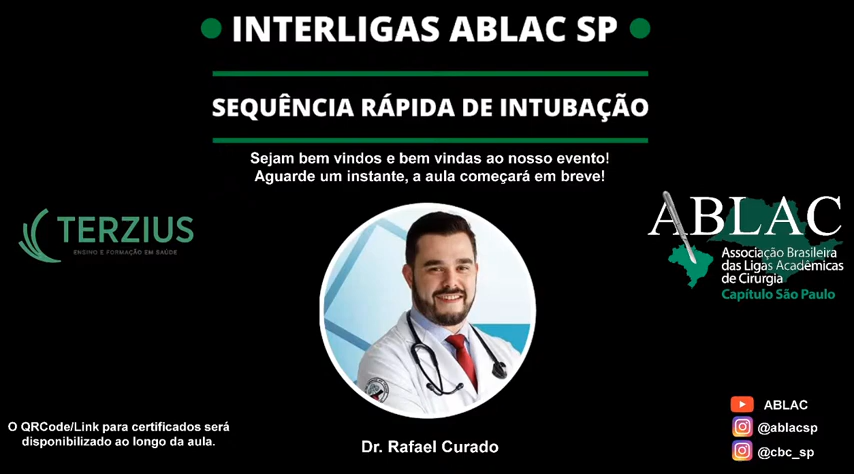 INTERLIGAS ABLAC SP
SEQUÊNCIA RÁPIDA DE INTUBAÇÃO
Sejam bem vindos e bem vindas ao nosso evento!
Aguarde um instante, a aula começará em breve!
TERZIUS
ENSINO E FORMAÇÃO EM SAÚDE
ABLAC
Associação Brasileira
das Ligas Acadêmicas
de Cirurgia
Capítulo São Paulo
O QRCode/Link para certificados será
disponibilizado ao longo da aula.
Dr. Rafael Curado
ABLAC
@ablacsp
@cbc_sp